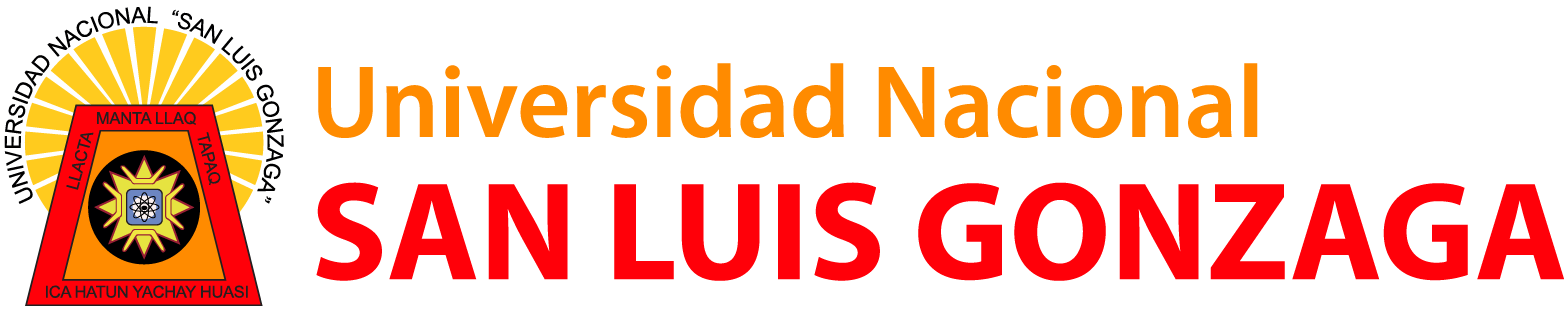 UNIVERSIDAD NACIONAL "SAN LUIS GONZAGA"
LLACTA
MANTA LLAQ
TAPAQ
ICA HATUN YACHAY HUASI
Universidad Nacional
SAN LUIS GONZAGA